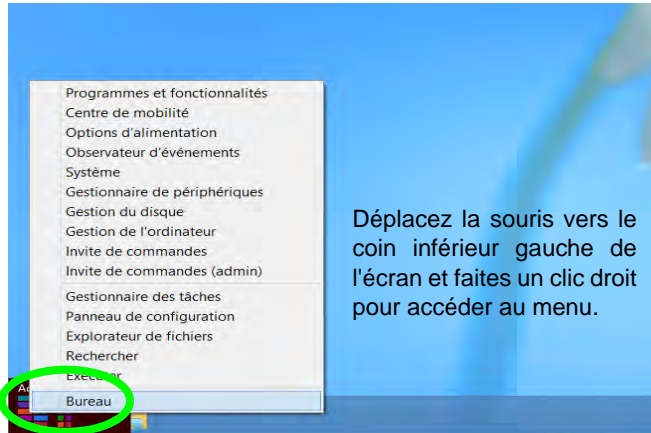 Programmes et fonctionnalités
Centre de mobilité
Options d'alimentation
Observateur d'événements
Système
Gestionnaire de périphériques
Gestion du disque
Gestion de l'ordinateur
Invite de commandes
Invite de commandes (admin)
Gestionnaire des tâches
Panneau de configuration
Explorateur de fichiers
Rechercher
Exécuter
Bureau
Déplacez la souris vers le
coin inférieur gauche de
l'écran et faites un clic droit
pour accéder au menu.